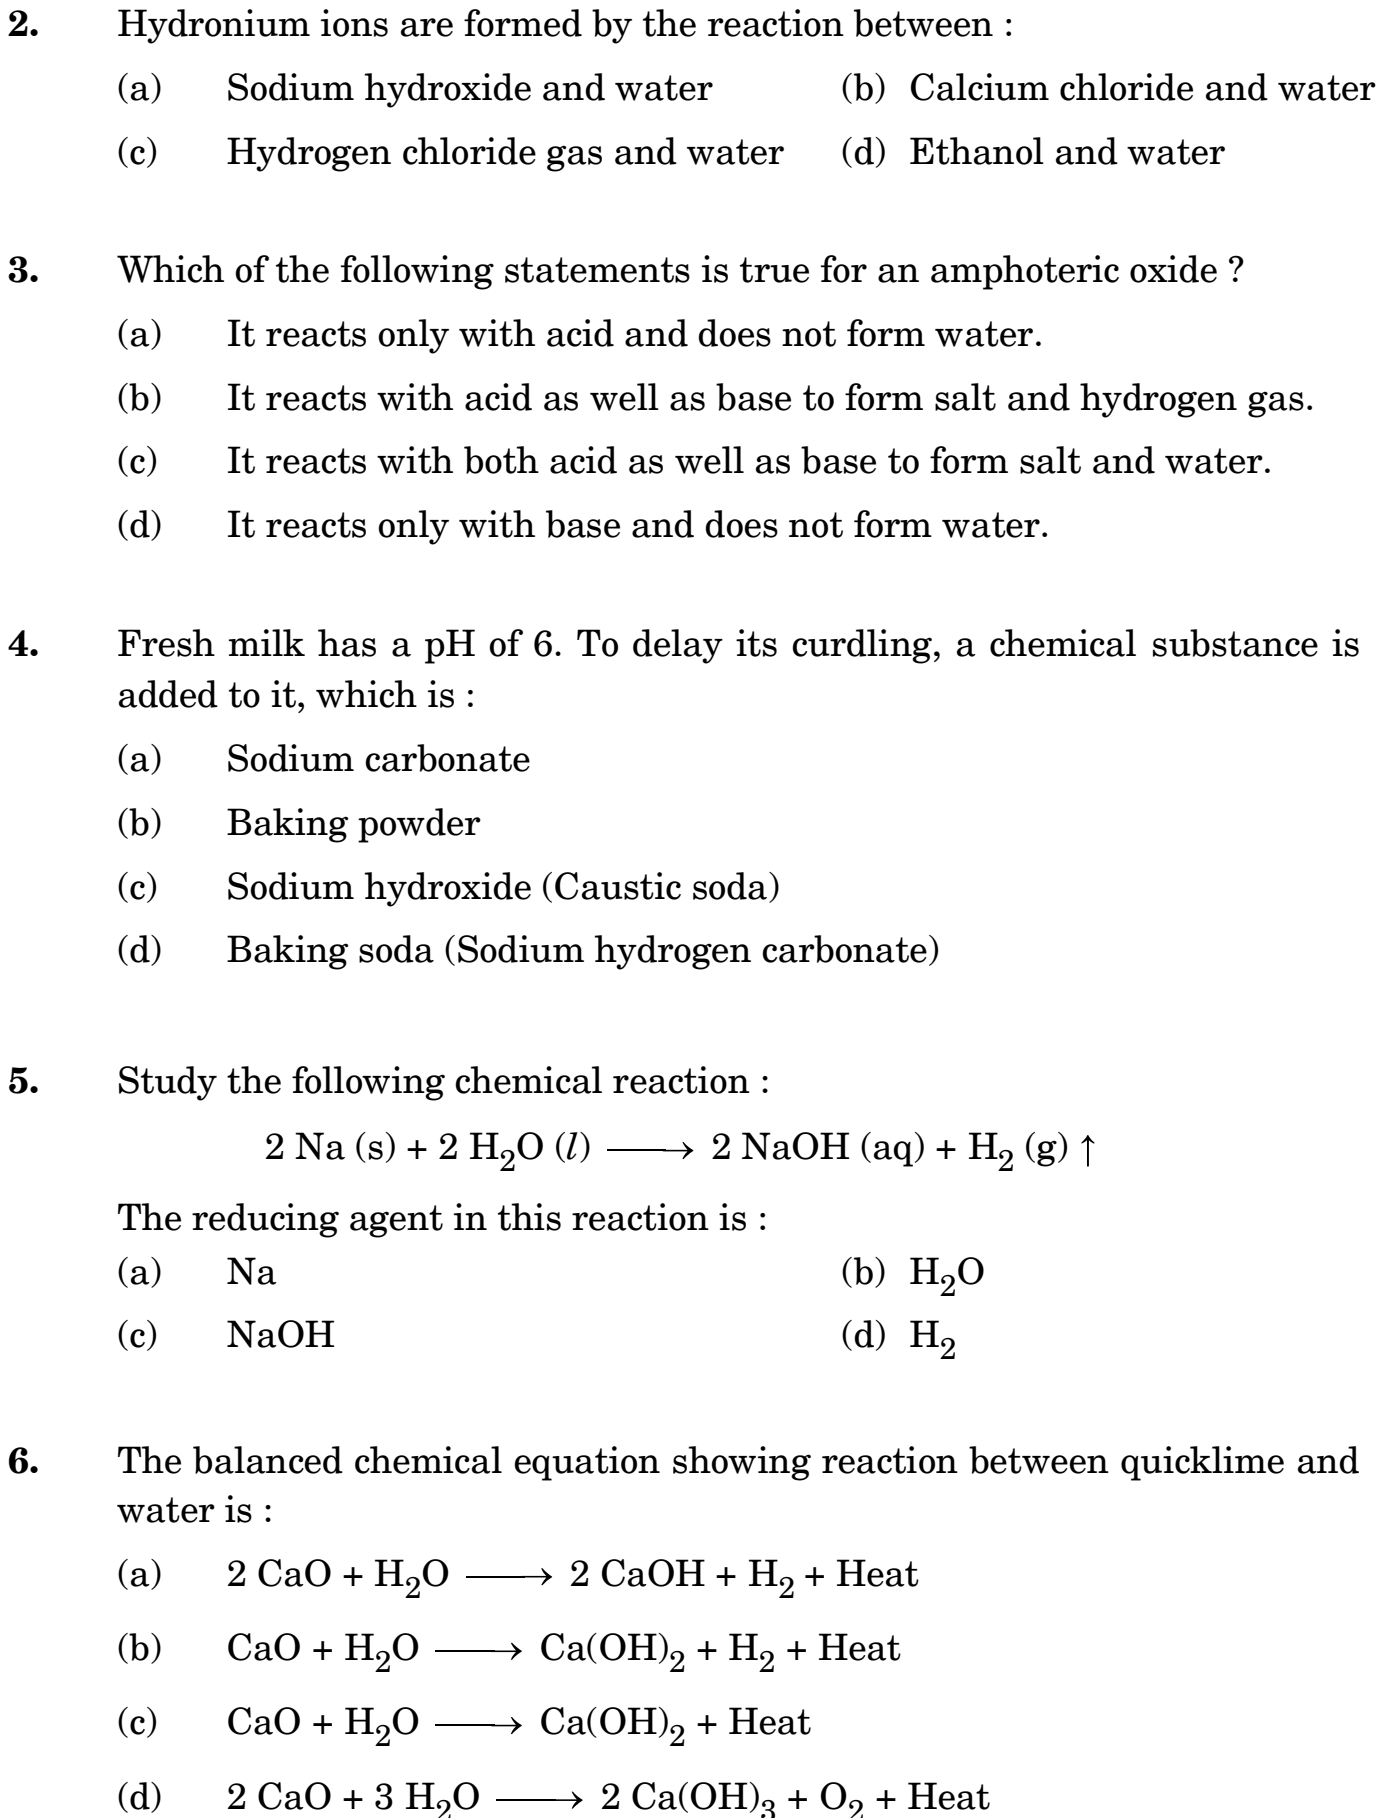 2. Hydronium ions are formed by the reaction between :
(a) Sodium hydroxide and water (b) Calcium chloride and water
(c) Hydrogen chloride gas and water (d) Ethanol and water
3. Which of the following statements is true for an amphoteric oxide ?
(a) It reacts only with acid and does not form water.
(b) It reacts with acid as well as base to form salt and hydrogen gas.
(c) It reacts with both acid as well as base to form salt and water.
(d) It reacts only with base and does not form water.
4. Fresh milk has a pH of 6. To delay its curdling, a chemical substance is
added to it, which is :
(a) Sodium carbonate
(b) Baking powder
(c) Sodium hydroxide (Caustic soda)
(d) Baking soda (Sodium hydrogen carbonate)
5. Study the following chemical reaction :
2 Na (s) + 2 H₂O (l) ⟶ 2 NaOH (aq) + H₂ (g) ↑
The reducing agent in this reaction is :
(a) Na (b) H₂O
(c) NaOH (d) H₂
6. The balanced chemical equation showing reaction between quicklime and
water is :
(a) 2 CaO + H₂O ⟶ 2 CaOH + H₂ + Heat
(b) CaO + H₂O ⟶ Ca(OH)₂ + H₂ + Heat
(c) CaO + H₂O ⟶ Ca(OH)₂ + Heat
(d) 2 CaO + 3 H₂O ⟶ 2 Ca(OH)₃ + O₂ + Heat